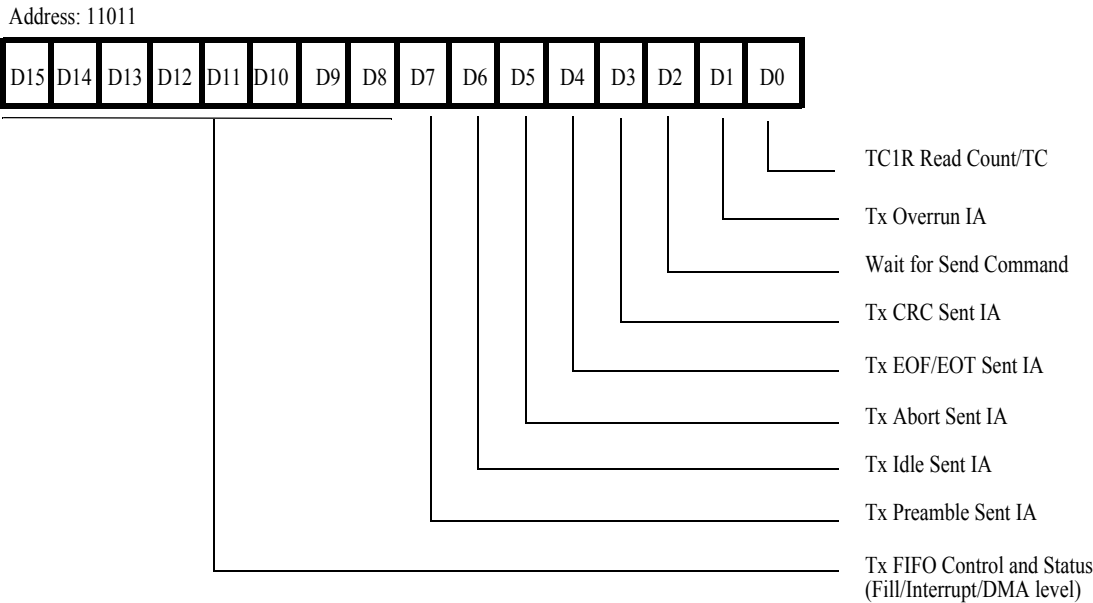 Address: 11011
D15 D14 D13 D12 D11 D10 D9 D8 D7 D6 D5 D4 D3 D2 D1 D0
TC1R Read Count/TC
Tx Overrun IA
Wait for Send Command
Tx CRC Sent IA
Tx EOF/EOT Sent IA
Tx Abort Sent IA
Tx Idle Sent IA
Tx Preamble Sent IA
Tx FIFO Control and Status
(Fill/Interrupt/DMA level)